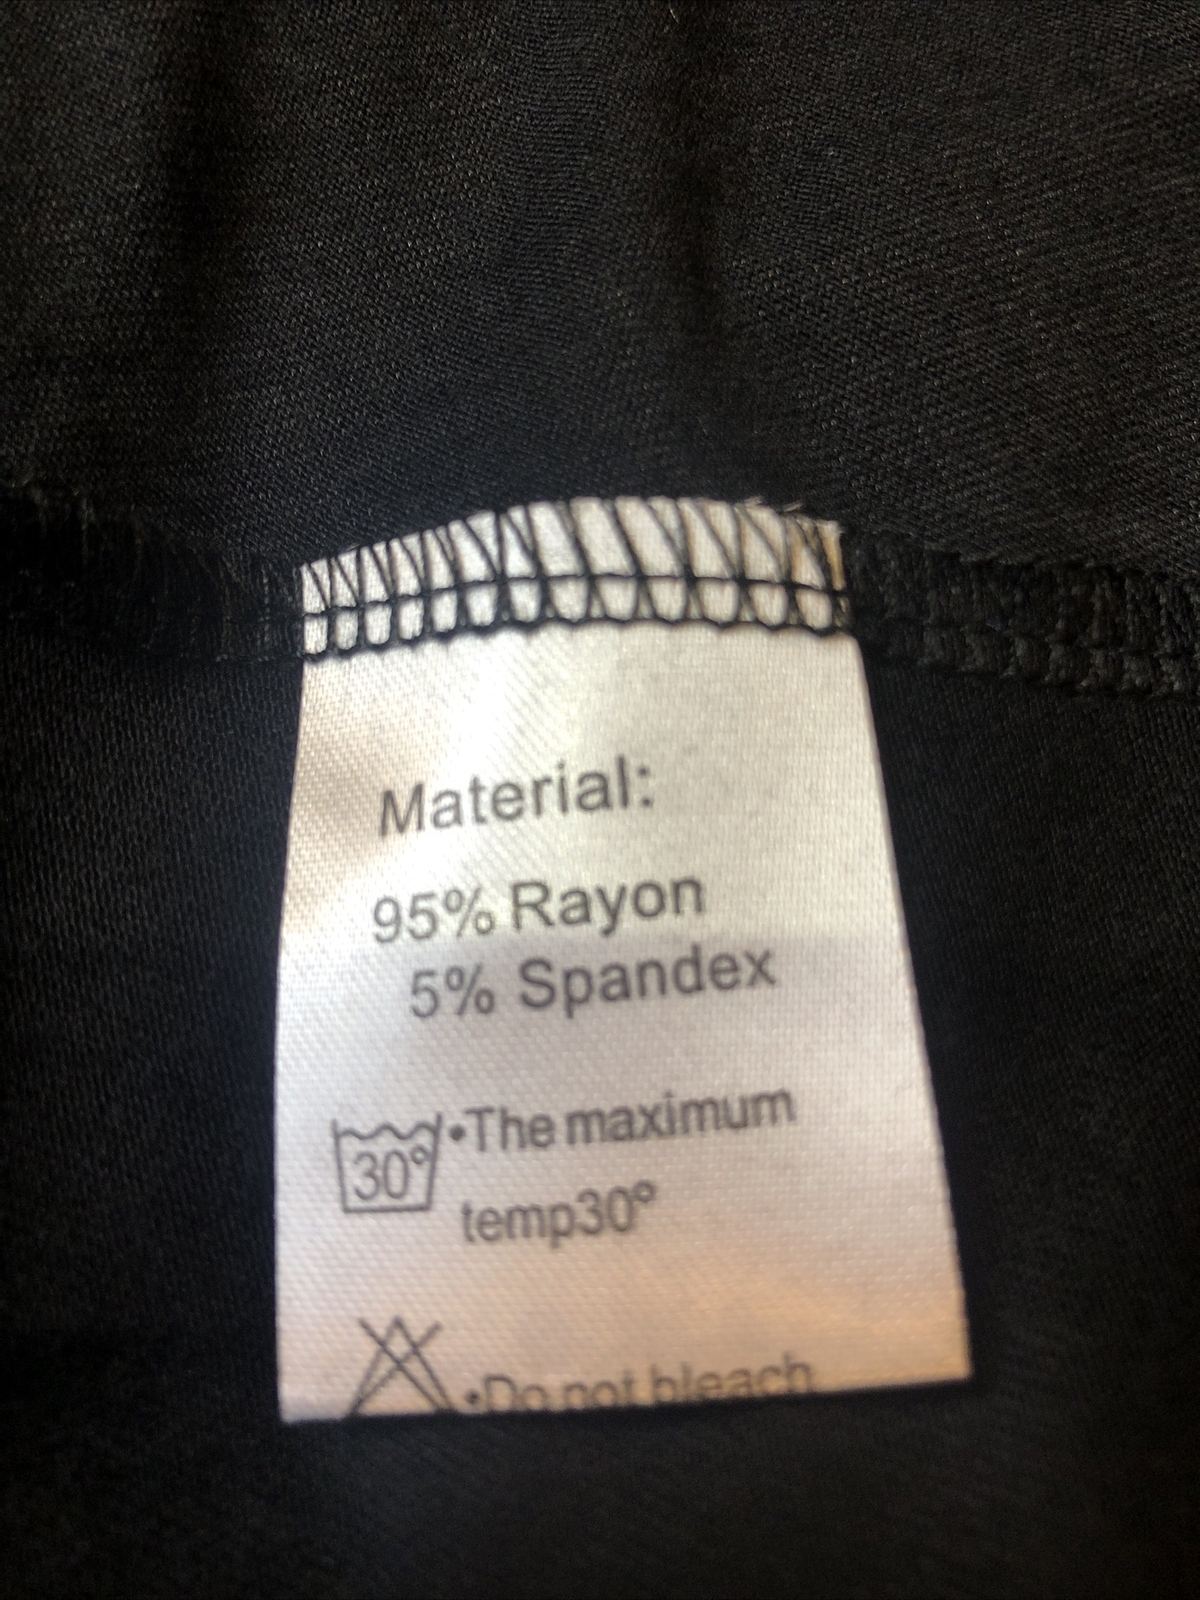 Material:
95% Rayon
5% Spandex
30° •The maximum
temp30°
•Do not bleach